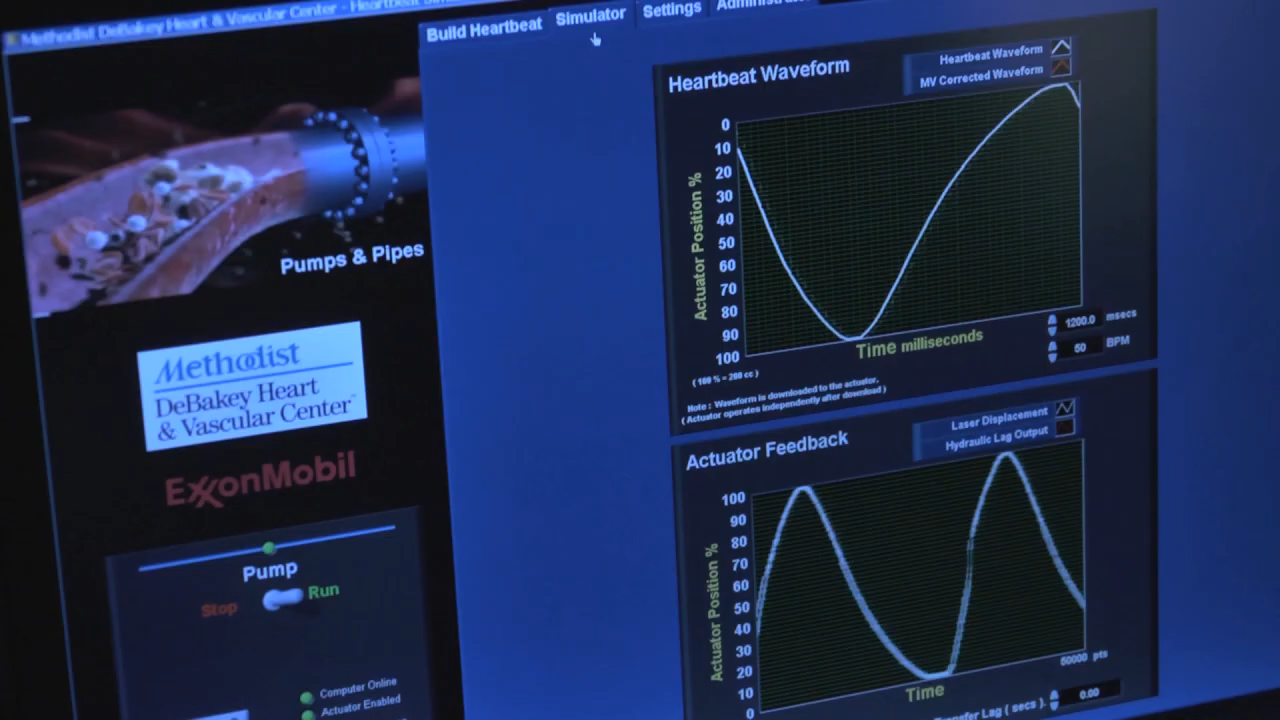 Methodist DeBakey Heart & Vascular Center - Heartbeat
Build Heartbeat
Simulator
Settings
Pumps & Pipes
Methodist
DeBakey Heart
& Vascular Center
ExxonMobil
Pump
Stop
Run
Computer Online
Actuator Enabled
Heartbeat Waveform
Heartbeat Waveform
MV Corrected Waveform
Actuator Position %
0
10
20
30
40
50
60
70
80
90
100
Time milliseconds
1200.0 msecs
50 BPM
( 100 % = 200 cc )
Note : Waveform is downloaded to the actuator.
( Actuator operates independently after download )
Actuator Feedback
Laser Displacement
Hydraulic Lag Output
Actuator Position %
100
90
80
70
60
50
40
30
20
10
0
Time
50000 pts
Lag ( secs ).
0.00